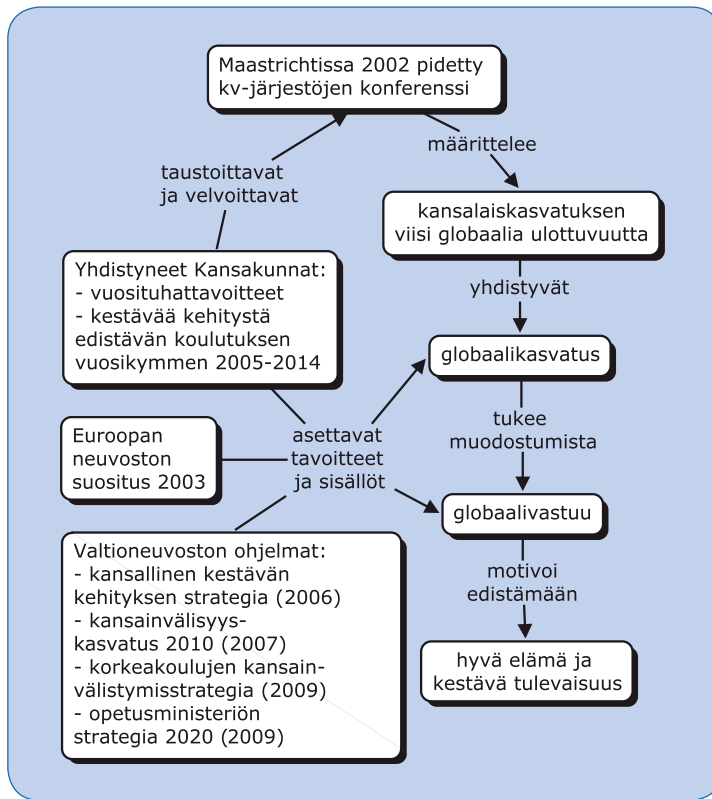 Maastrichtissa 2002 pidetty
kv-järjestöjen konferenssi
määrittelee
taustoittavat
ja velvoittavat
kansalaiskasvatuksen
viisi globaalia ulottuvuutta
Yhdistyneet Kansakunnat:
- vuosituhattavoitteet
- kestävää kehitystä
edistävän koulutuksen
vuosikymmen 2005-2014
yhdistyvät
globaalikasvatus
Euroopan
neuvoston
suositus 2003
asettavat
tavoitteet
ja sisällöt
tukee
muodostumista
globaalivastuu
Valtioneuvoston ohjelmat:
- kansallinen kestävän
kehityksen strategia (2006)
- kansainvälisyys-
kasvatus 2010 (2007)
- korkeakoulujen kansain-
välistymisstrategia (2009)
- opetusministeriön
strategia 2020 (2009)
motivoi
edistämään
hyvä elämä ja
kestävä tulevaisuus